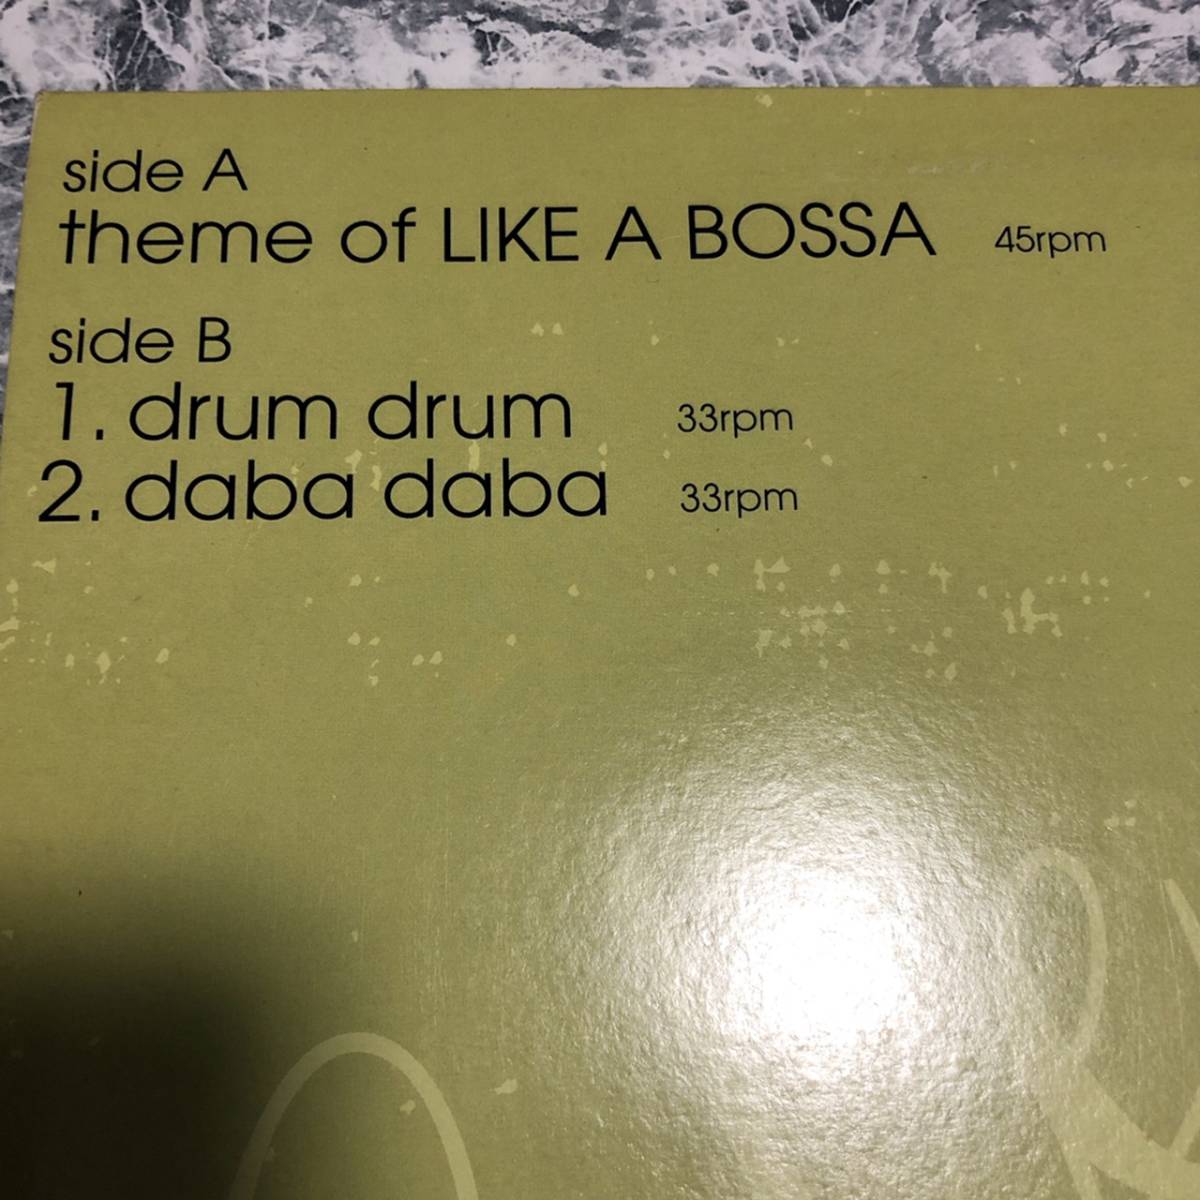 side A
theme of LIKE A BOSSA 45rpm
side B
1. drum drum 33rpm
2. daba daba 33rpm